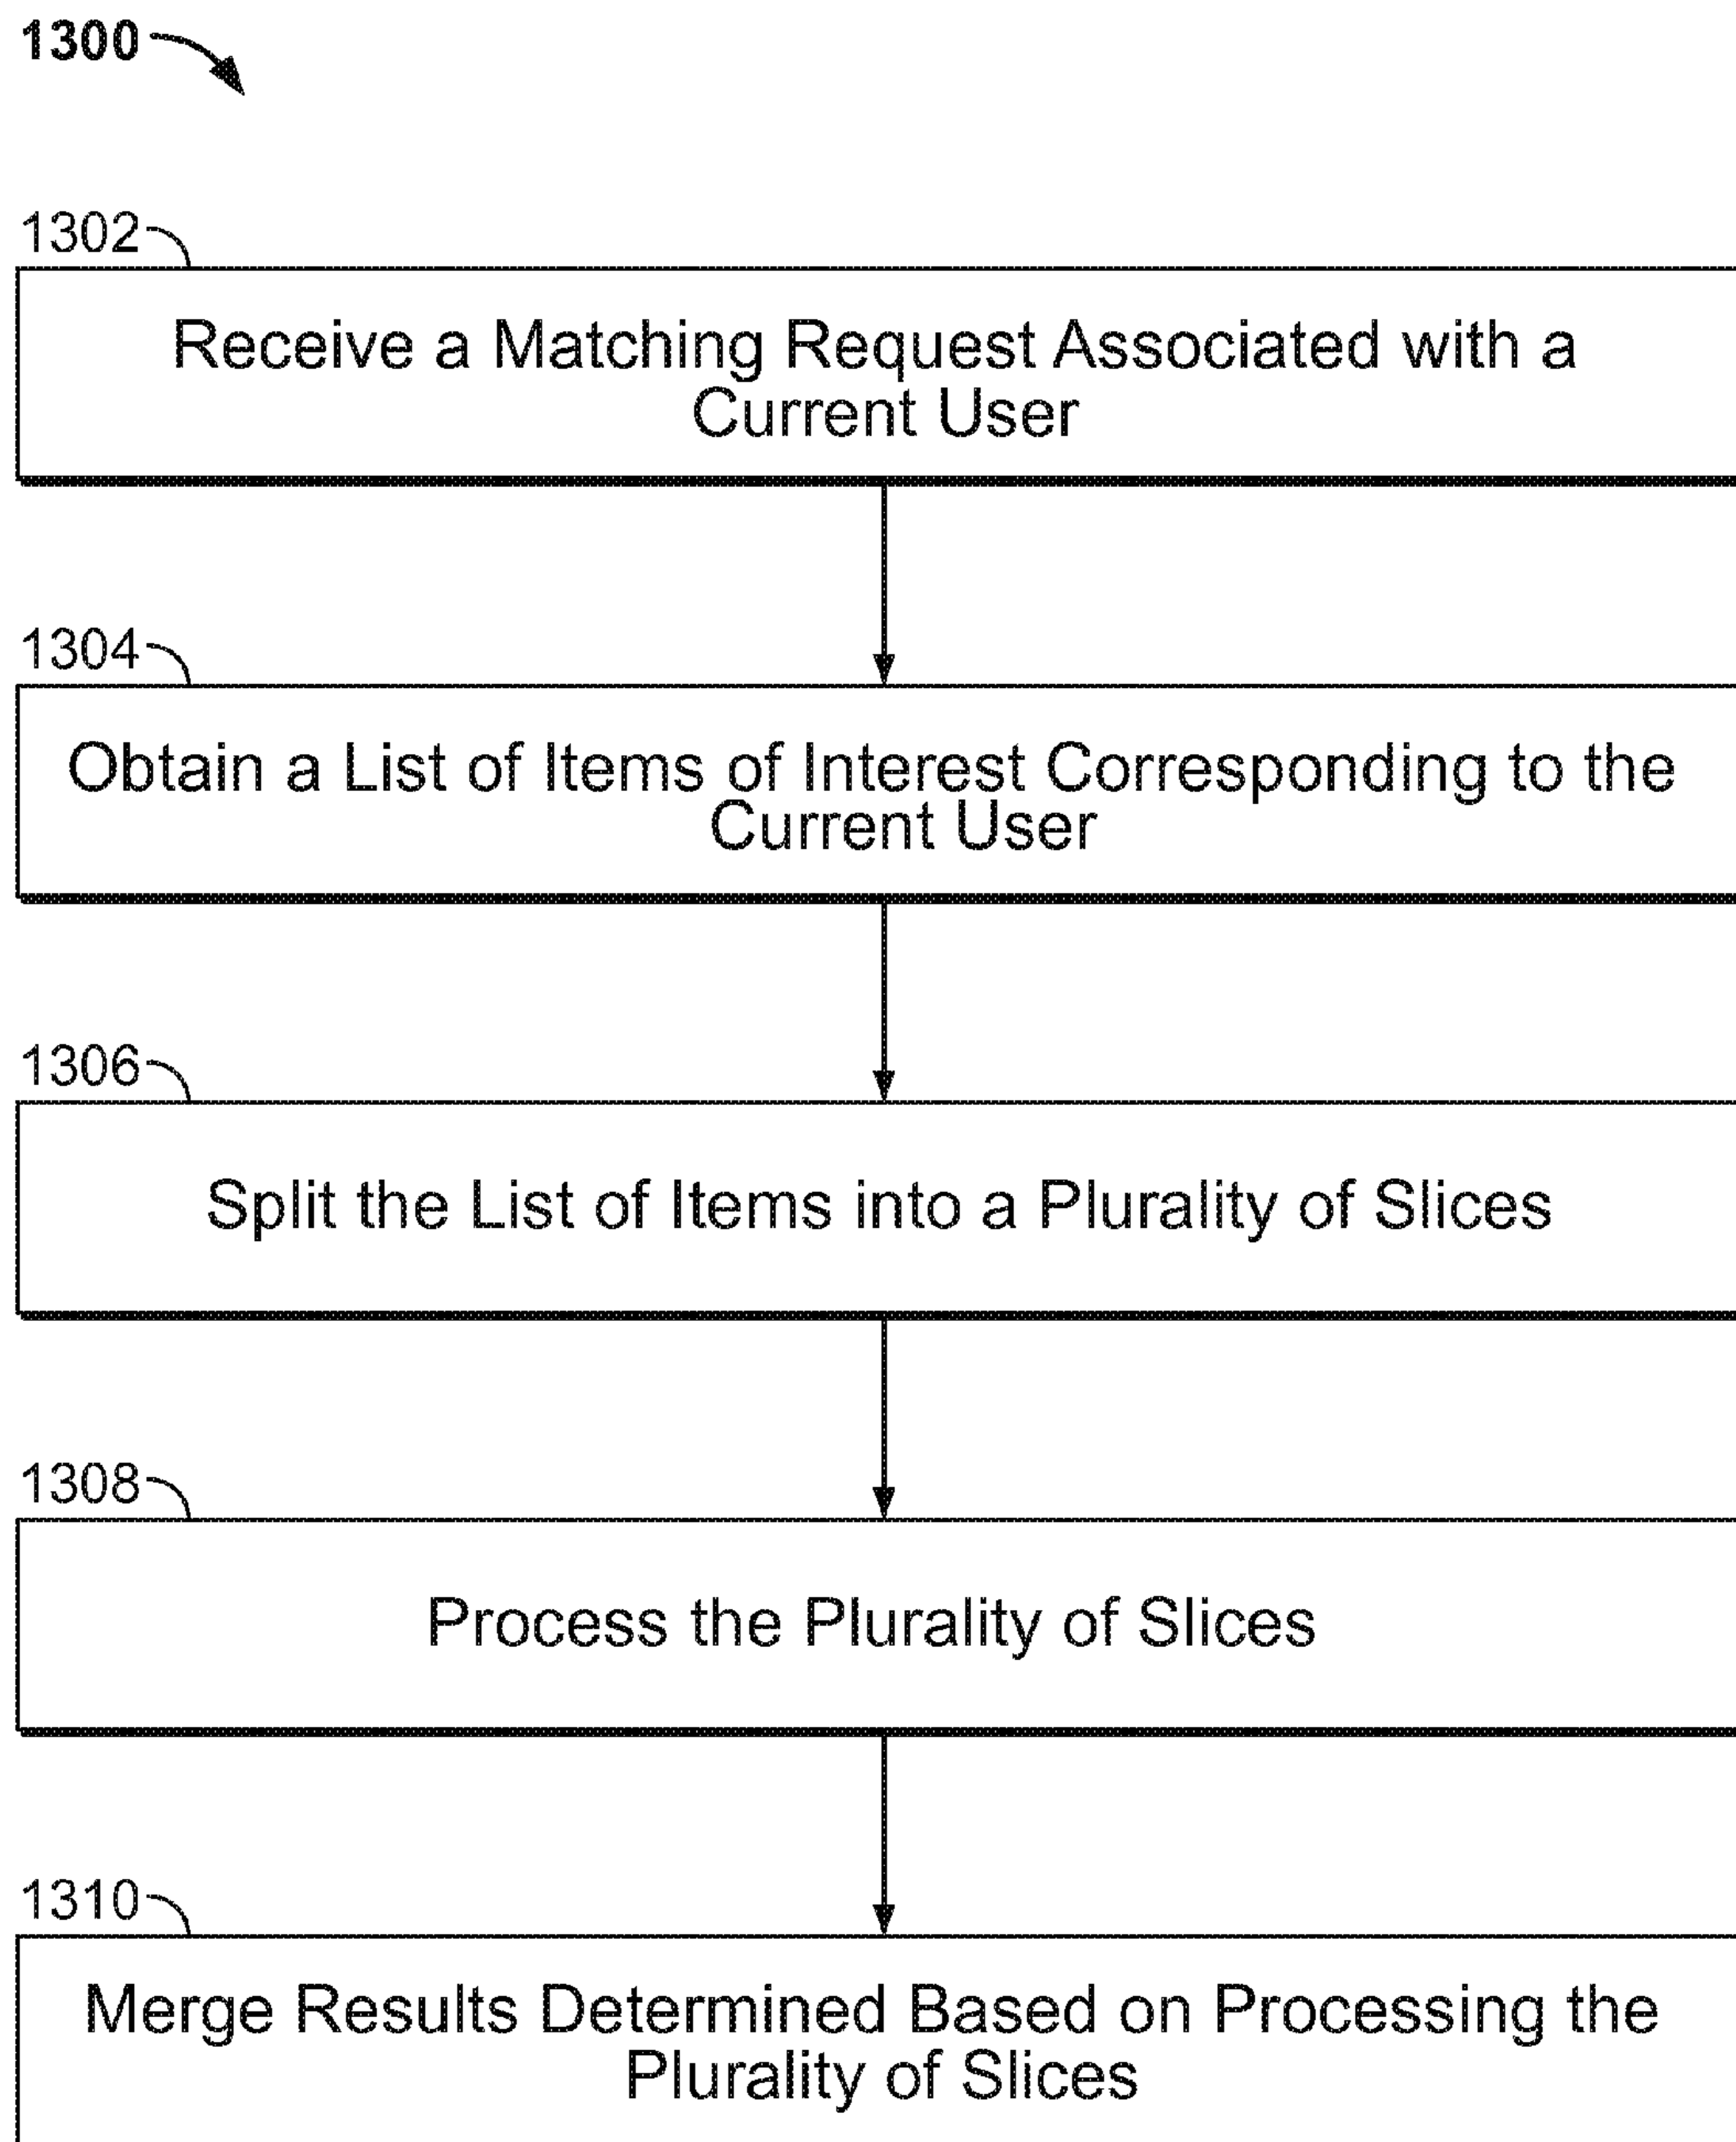 1300
1302
Receive a Matching Request Associated with a
Current User
1304
Obtain a List of Items of Interest Corresponding to the
Current User
1306
Split the List of Items into a Plurality of Slices
1308
Process the Plurality of Slices
1310
Merge Results Determined Based on Processing the
Plurality of Slices